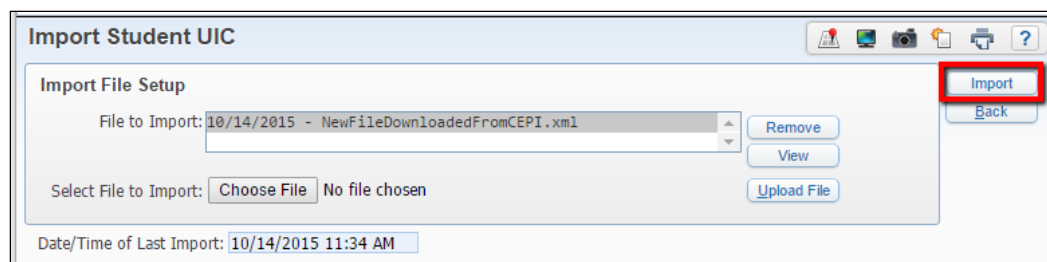 Import Student UIC
?
Import File Setup
Import
File to Import: 10/14/2015 - NewFileDownloadedFromCEPI.xml
Remove
Back
View
Select File to Import: Choose File No file chosen
Upload File
Date/Time of Last Import: 10/14/2015 11:34 AM